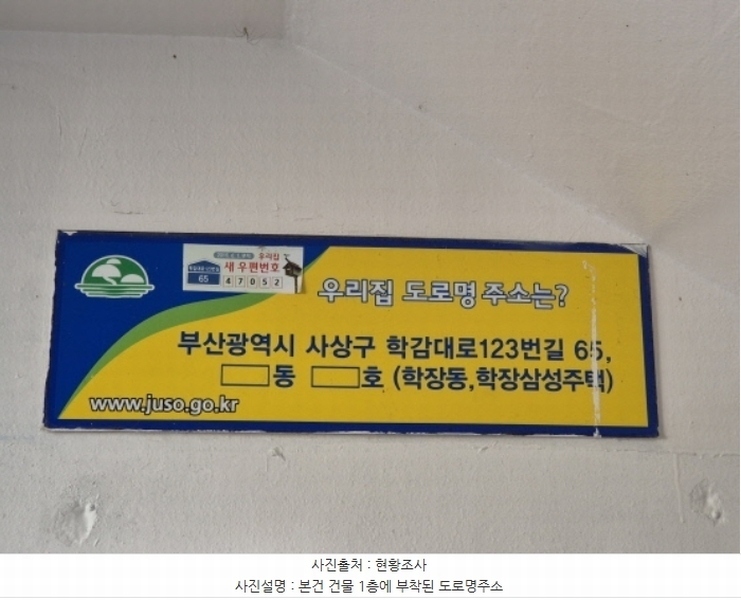 우리집
새 우편번호
65
47052
우리집 도로명주소는?
부산광역시 사상구 학감대로123번길 65,
동 호 (학장동,학장삼성주택)
www.juso.go.kr
사진출처 : 현황조사
사진설명 : 본건 건물 1층에 부착된 도로명주소